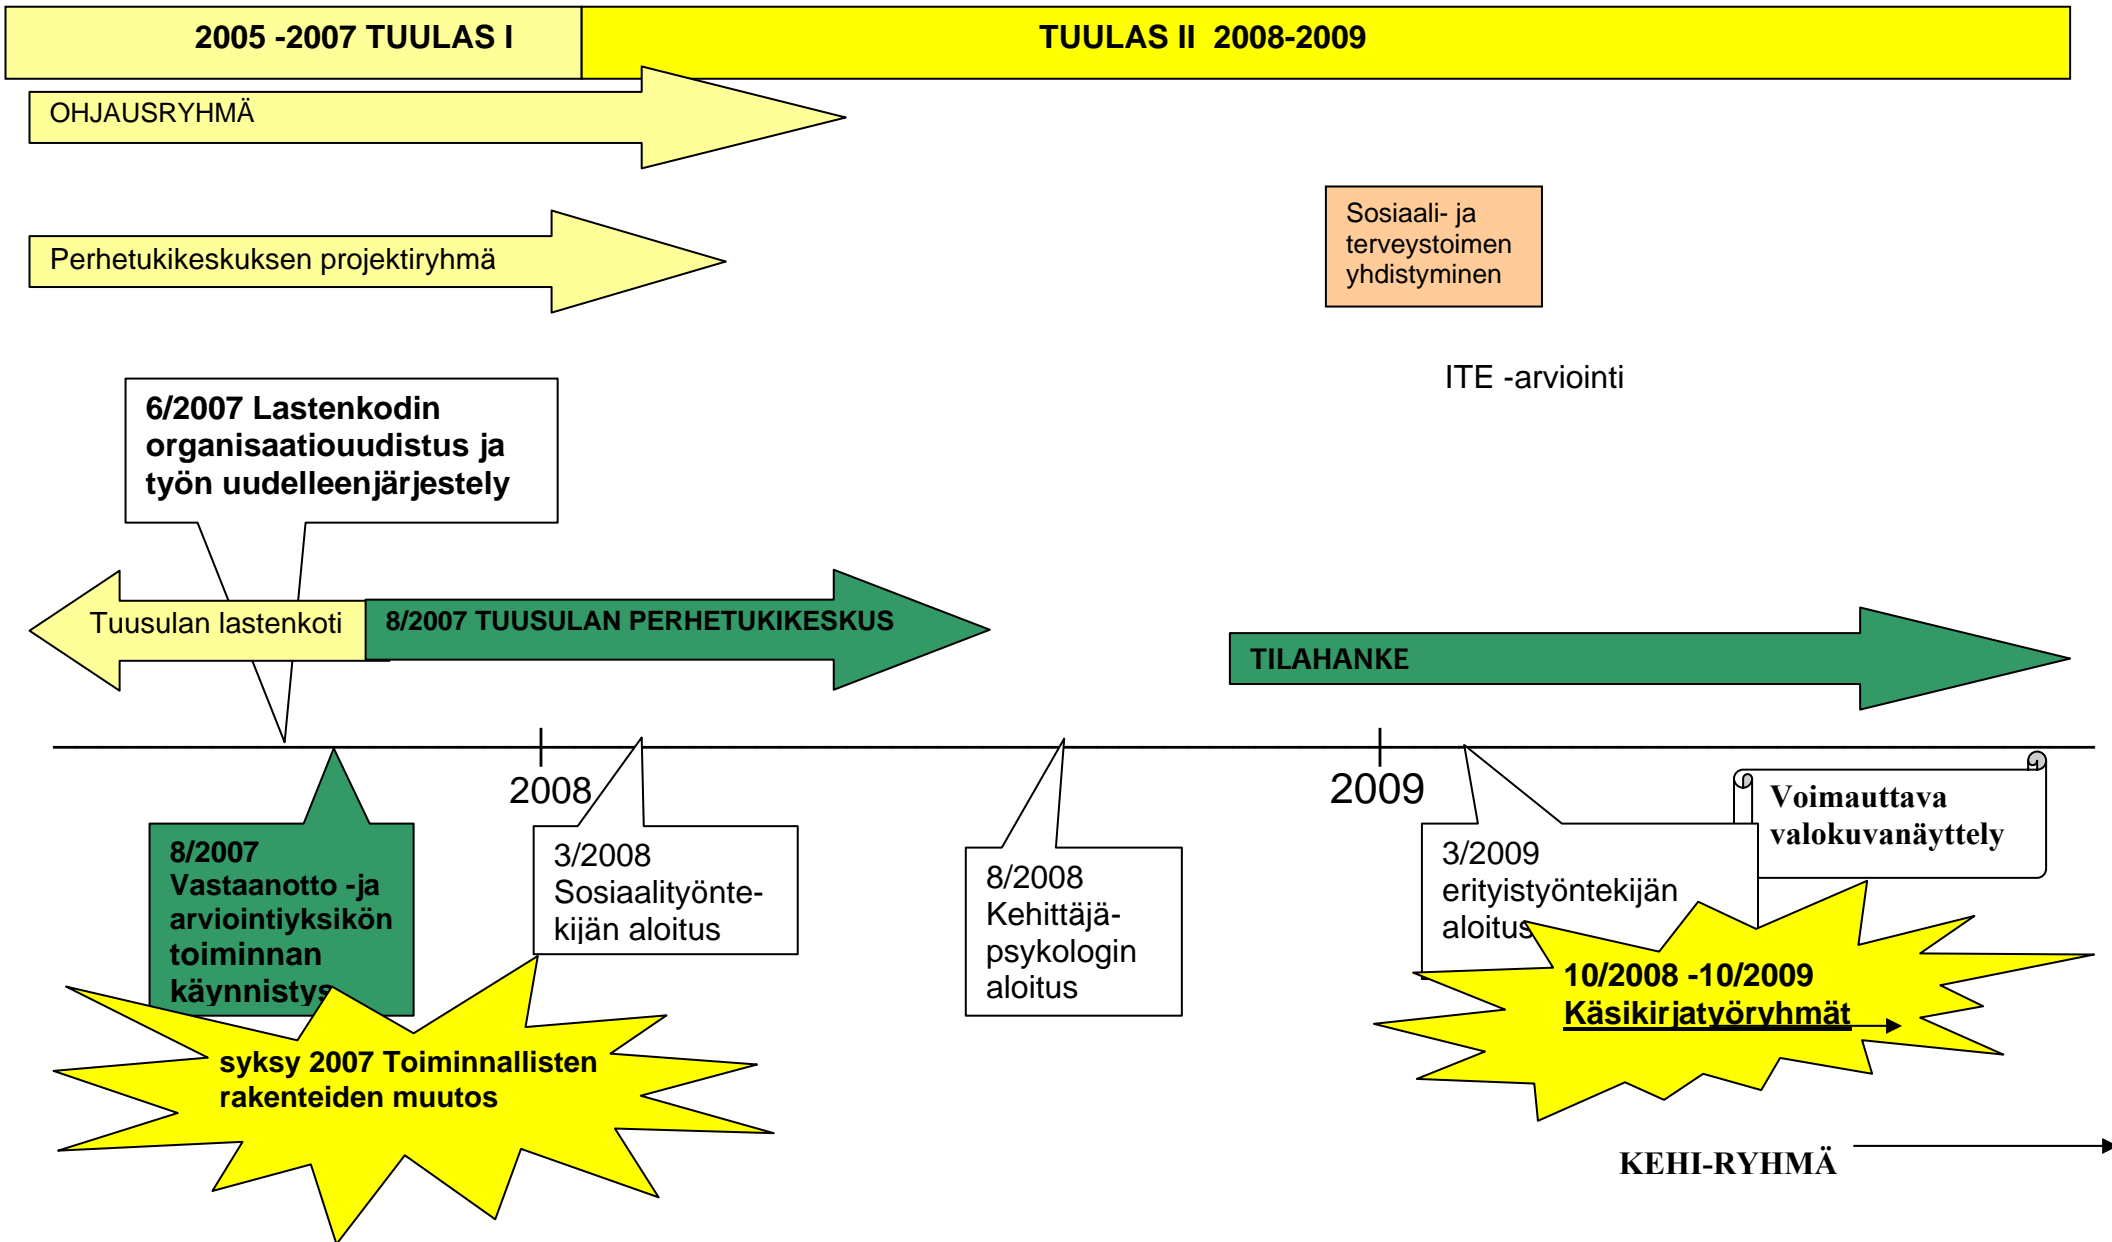 2005 -2007 TUULAS I
TUULAS II 2008-2009
OHJAUSRYHMÄ
Perhetukikeskuksen projektiryhmä
Sosiaali- ja
terveystoimen
yhdistyminen
ITE -arviointi
6/2007 Lastenkodin
organisaatiouudistus ja
työn uudelleenjärjestely
Tuusulan lastenkoti
8/2007 TUUSULAN PERHETUKIKESKUS
TILAHANKE
2008
2009
8/2007
Vastaanotto -ja
arviointiyksikön
toiminnan
käynnistys
3/2008
Sosiaalityönte-
kijän aloitus
8/2008
Kehittäjä-
psykologin
aloitus
3/2009
erityistyöntekijän
aloitus
Voimauttava
valokuvanäyttely
syksy 2007 Toiminnallisten
rakenteiden muutos
10/2008 -10/2009
Käsikirjatyöryhmät
KEHI-RYHMÄ